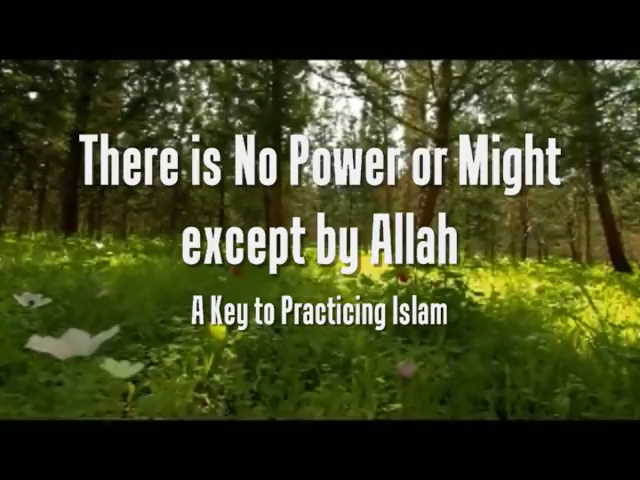 There is No Power or Might
except by Allah
A Key to Practicing Islam